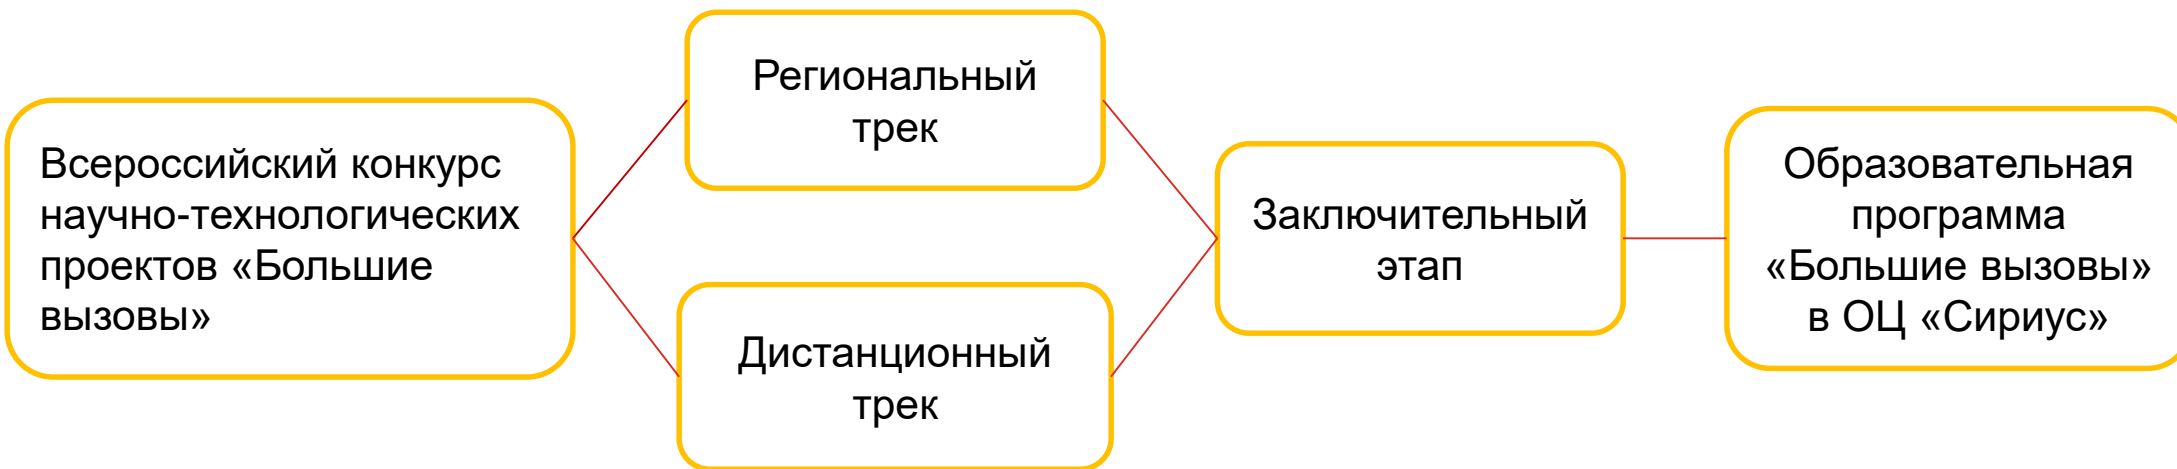 Всероссийский конкурс
научно-технологических
проектов «Большие
вызовы»
Региональный
трек
Дистанционный
трек
Заключительный
этап
Образовательная
программа
«Большие вызовы»
в ОЦ «Сириус»